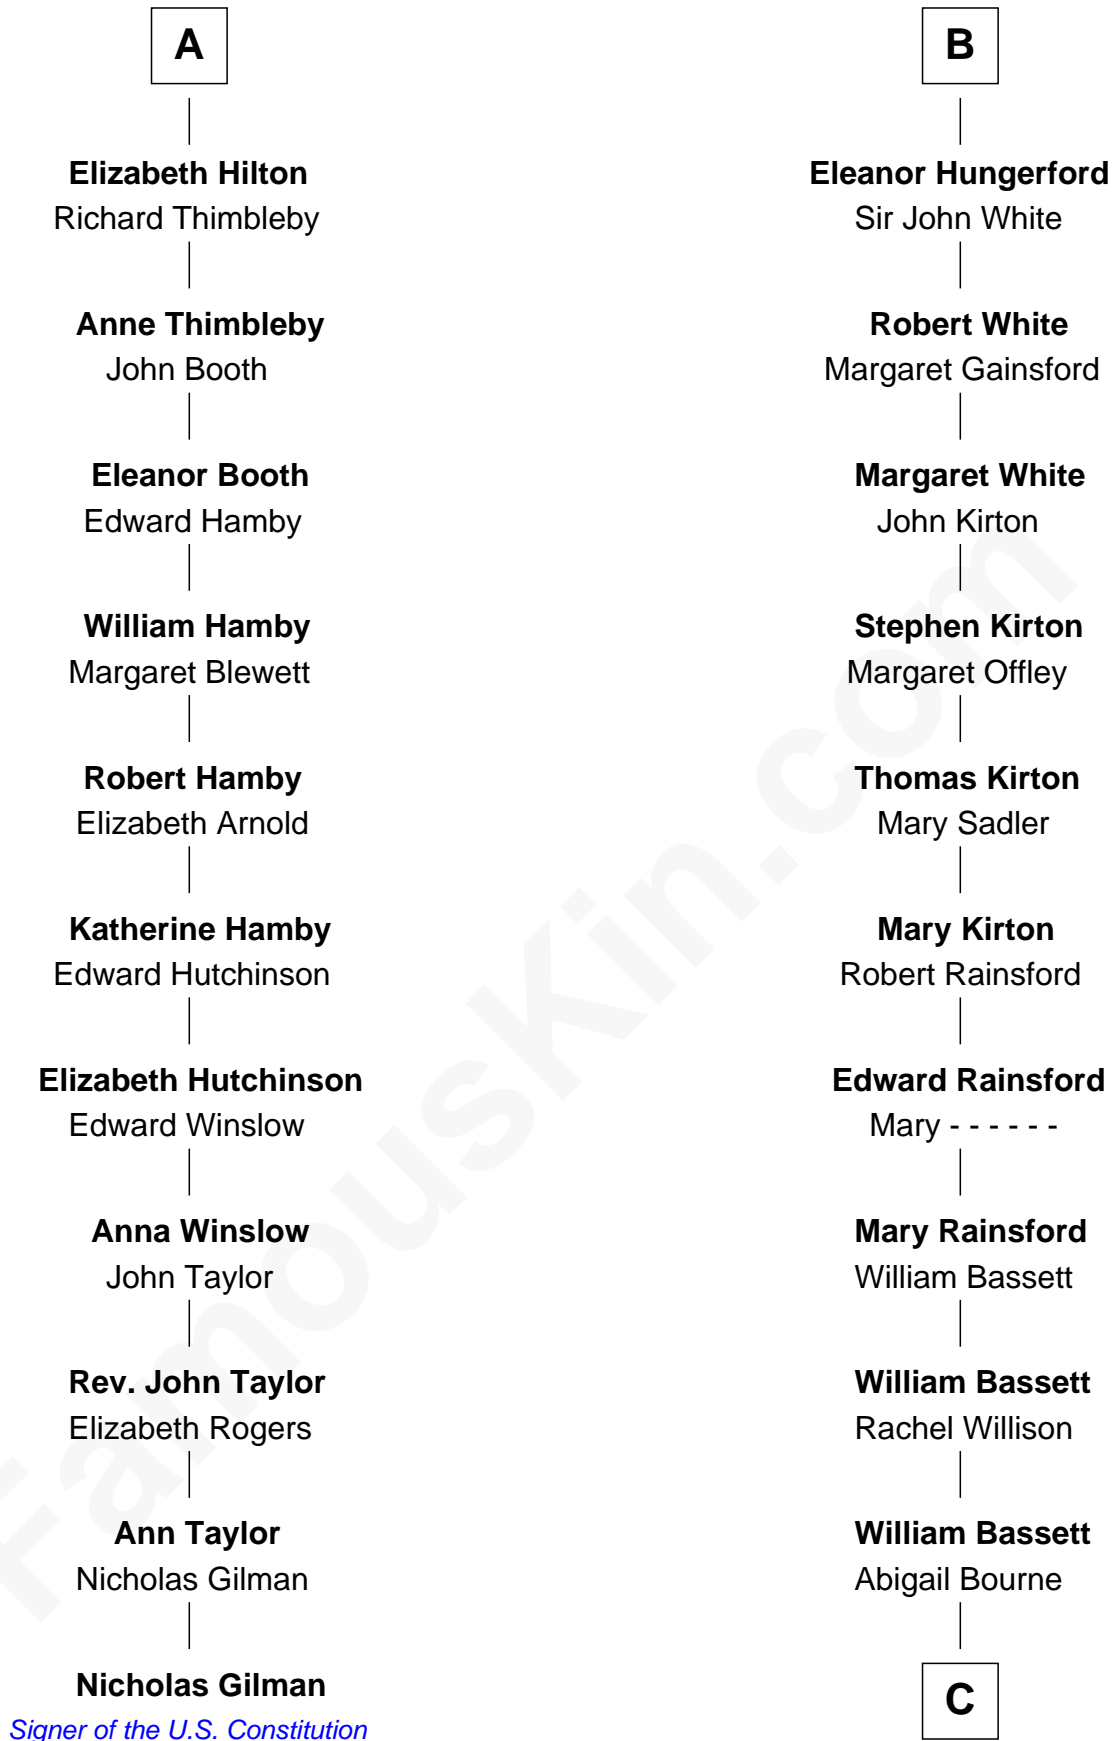 A
Elizabeth Hilton
Richard Thimbleby
Anne Thimbleby
John Booth
Eleanor Booth
Edward Hamby
William Hamby
Margaret Blewett
Robert Hamby
Elizabeth Arnold
Katherine Hamby
Edward Hutchinson
Elizabeth Hutchinson
Edward Winslow
Anna Winslow
John Taylor
Rev. John Taylor
Elizabeth Rogers
Ann Taylor
Nicholas Gilman
Nicholas Gilman
Signer of the U.S. Constitution
B
Eleanor Hungerford
Sir John White
Robert White
Margaret Gainsford
Margaret White
John Kirton
Stephen Kirton
Margaret Offley
Thomas Kirton
Mary Sadler
Mary Kirton
Robert Rainsford
Edward Rainsford
Mary - - - - - -
Mary Rainsford
William Bassett
William Bassett
Rachel Willison
William Bassett
Abigail Bourne
C
FamousKin.com